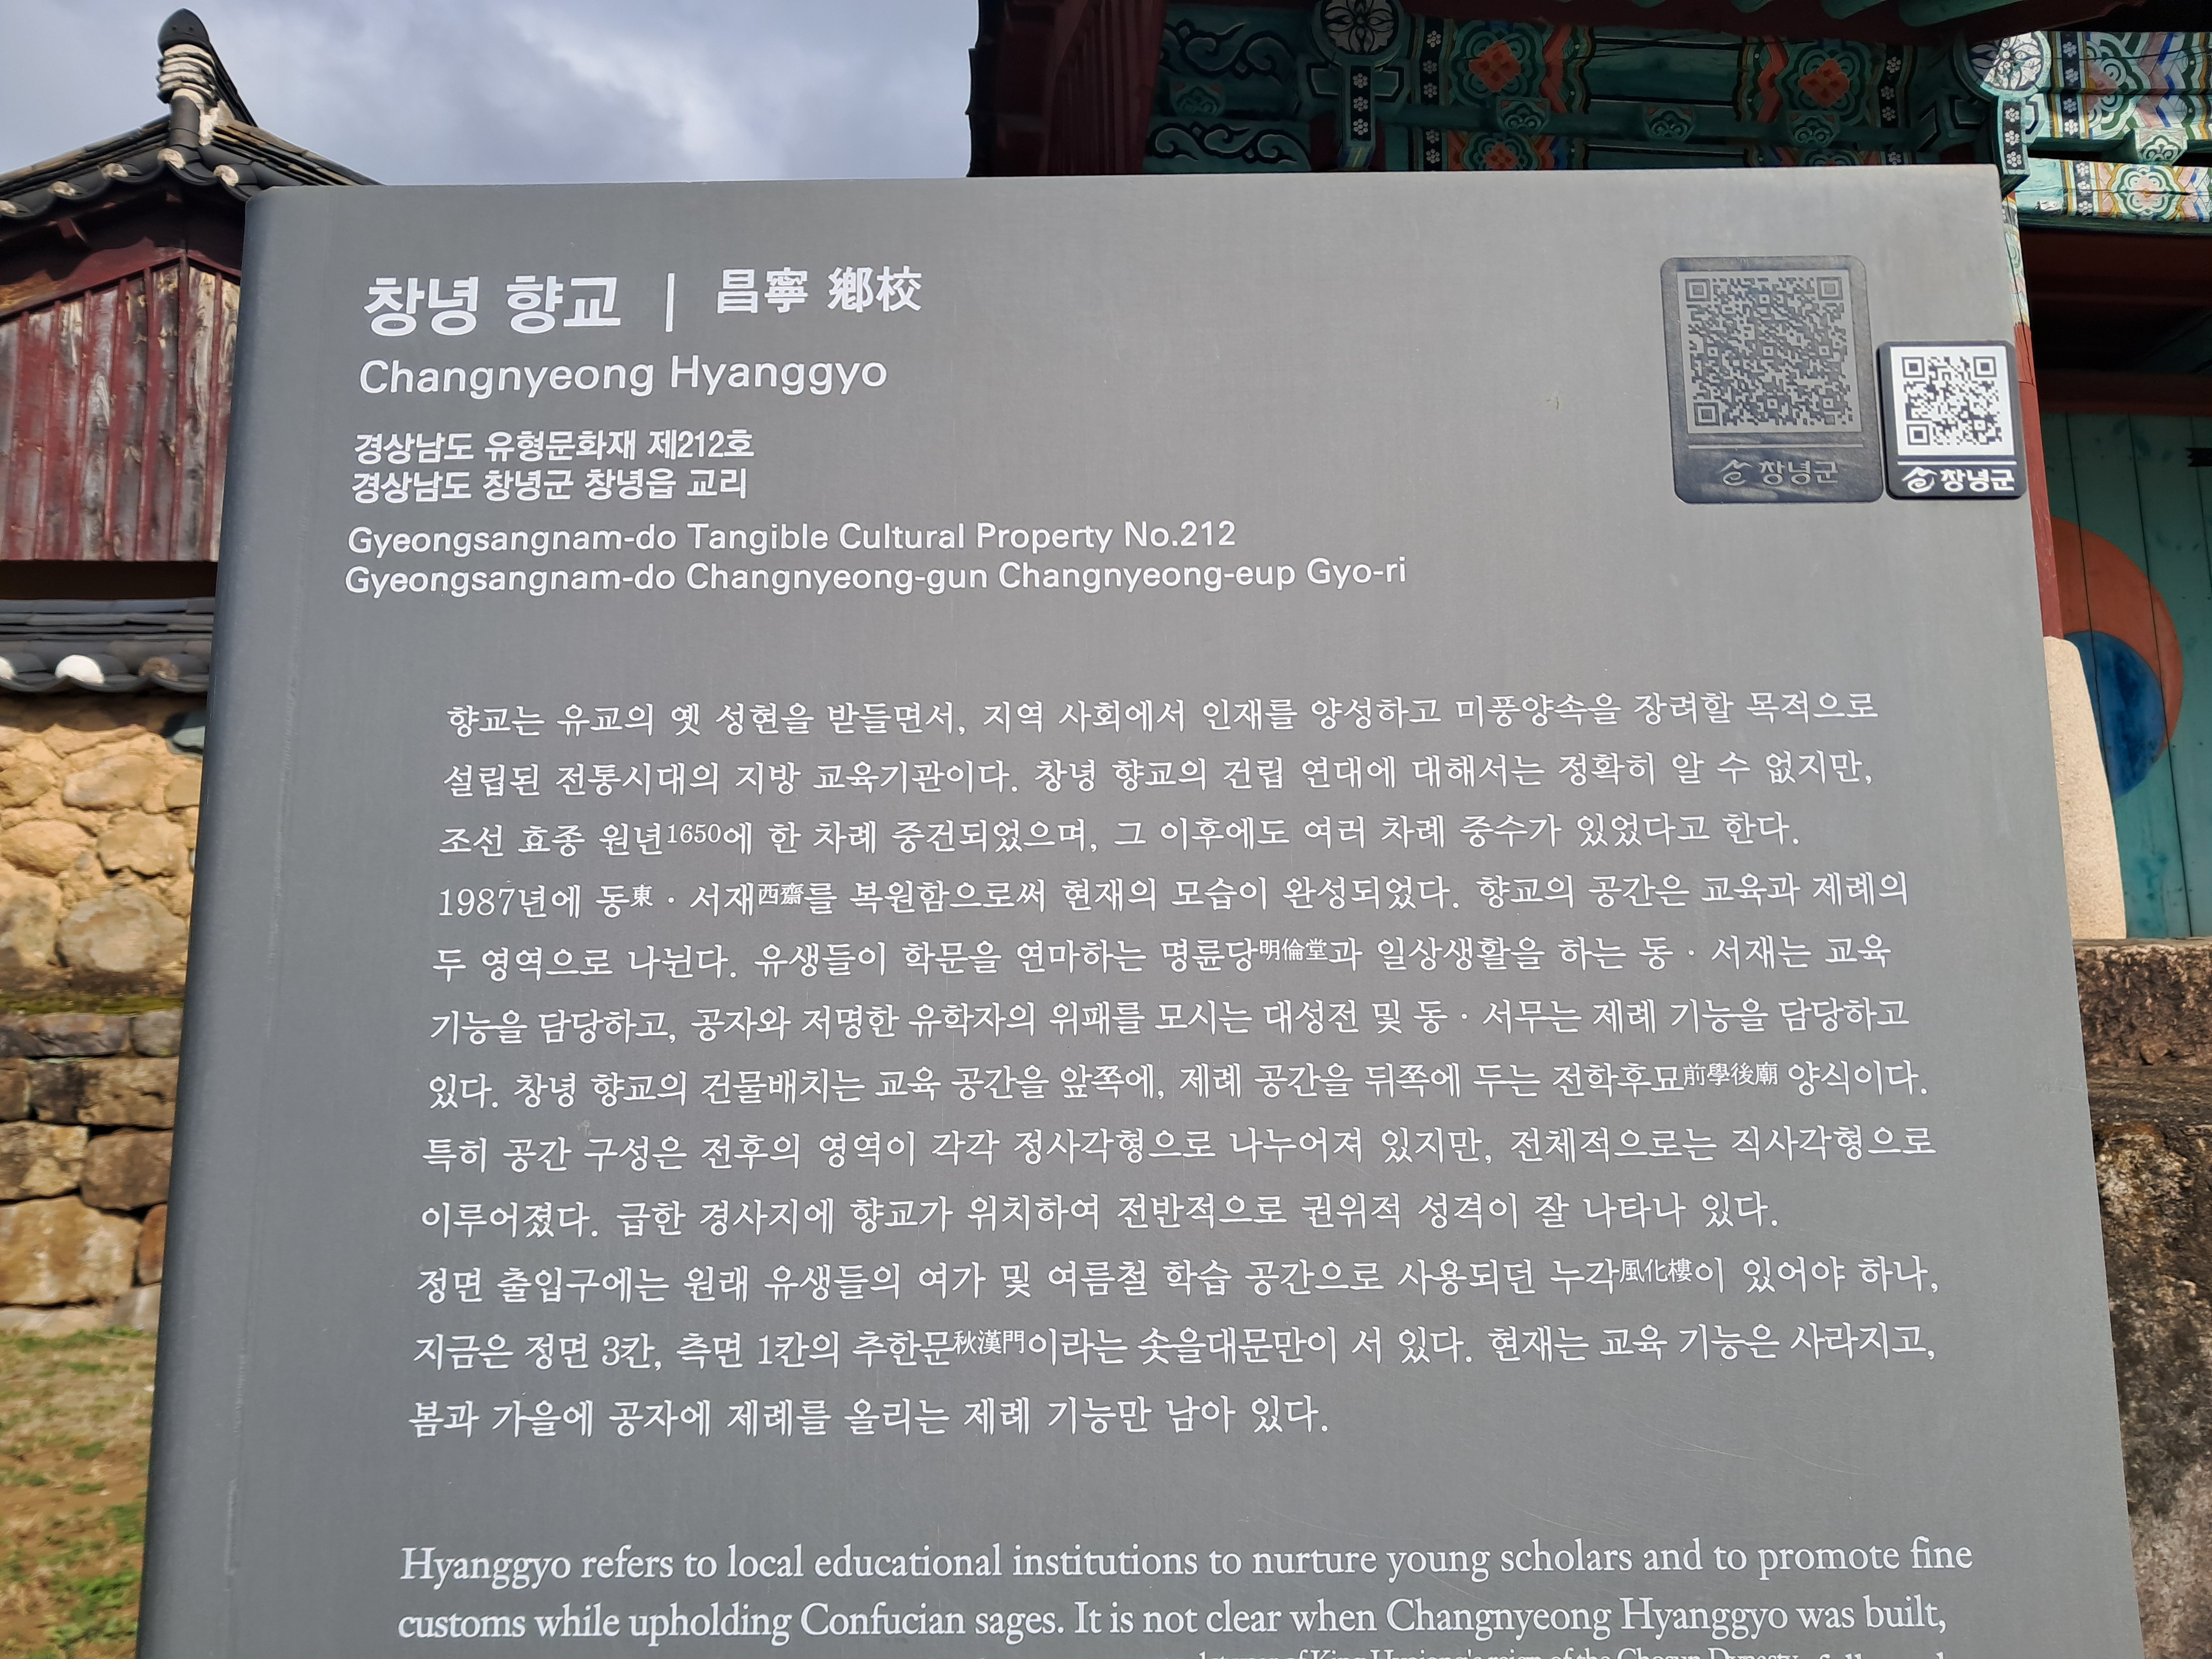 창녕 향교 | 昌寧 鄕校
Changnyeong Hyanggyo
경상남도 유형문화재 제212호
경상남도 창녕군 창녕읍 교리
Gyeongsangnam-do Tangible Cultural Property No.212
Gyeongsangnam-do Changnyeong-gun Changnyeong-eup Gyo-ri
창녕군
창녕군
향교는 유교의 옛 성현을 받들면서, 지역 사회에서 인재를 양성하고 미풍양속을 장려할 목적으로
설립된 전통시대의 지방 교육기관이다. 창녕 향교의 건립 연대에 대해서는 정확히 알 수 없지만,
조선 효종 원년1650에 한 차례 중건되었으며, 그 이후에도 여러 차례 중수가 있었다고 한다.
1987년에 동東 · 서재西齋를 복원함으로써 현재의 모습이 완성되었다. 향교의 공간은 교육과 제례의
두 영역으로 나뉜다. 유생들이 학문을 연마하는 명륜당明倫堂과 일상생활을 하는 동 · 서재는 교육
기능을 담당하고, 공자와 저명한 유학자의 위패를 모시는 대성전 및 동 · 서무는 제례 기능을 담당하고
있다. 창녕 향교의 건물배치는 교육 공간을 앞쪽에, 제례 공간을 뒤쪽에 두는 전학후묘前學後廟 양식이다.
특히 공간 구성은 전후의 영역이 각각 정사각형으로 나누어져 있지만, 전체적으로는 직사각형으로
이루어졌다. 급한 경사지에 향교가 위치하여 전반적으로 권위적 성격이 잘 나타나 있다.
정면 출입구에는 원래 유생들의 여가 및 여름철 학습 공간으로 사용되던 누각風化樓이 있어야 하나,
지금은 정면 3칸, 측면 1칸의 추한문秋漢門이라는 솟을대문만이 서 있다. 현재는 교육 기능은 사라지고,
봄과 가을에 공자에 제례를 올리는 제례 기능만 남아 있다.
Hyanggyo refers to local educational institutions to nurture young scholars and to promote fine
customs while upholding Confucian sages. It is not clear when Changnyeong Hyanggyo was built,
of King Hyojong's reign of the Chosun Dynasty